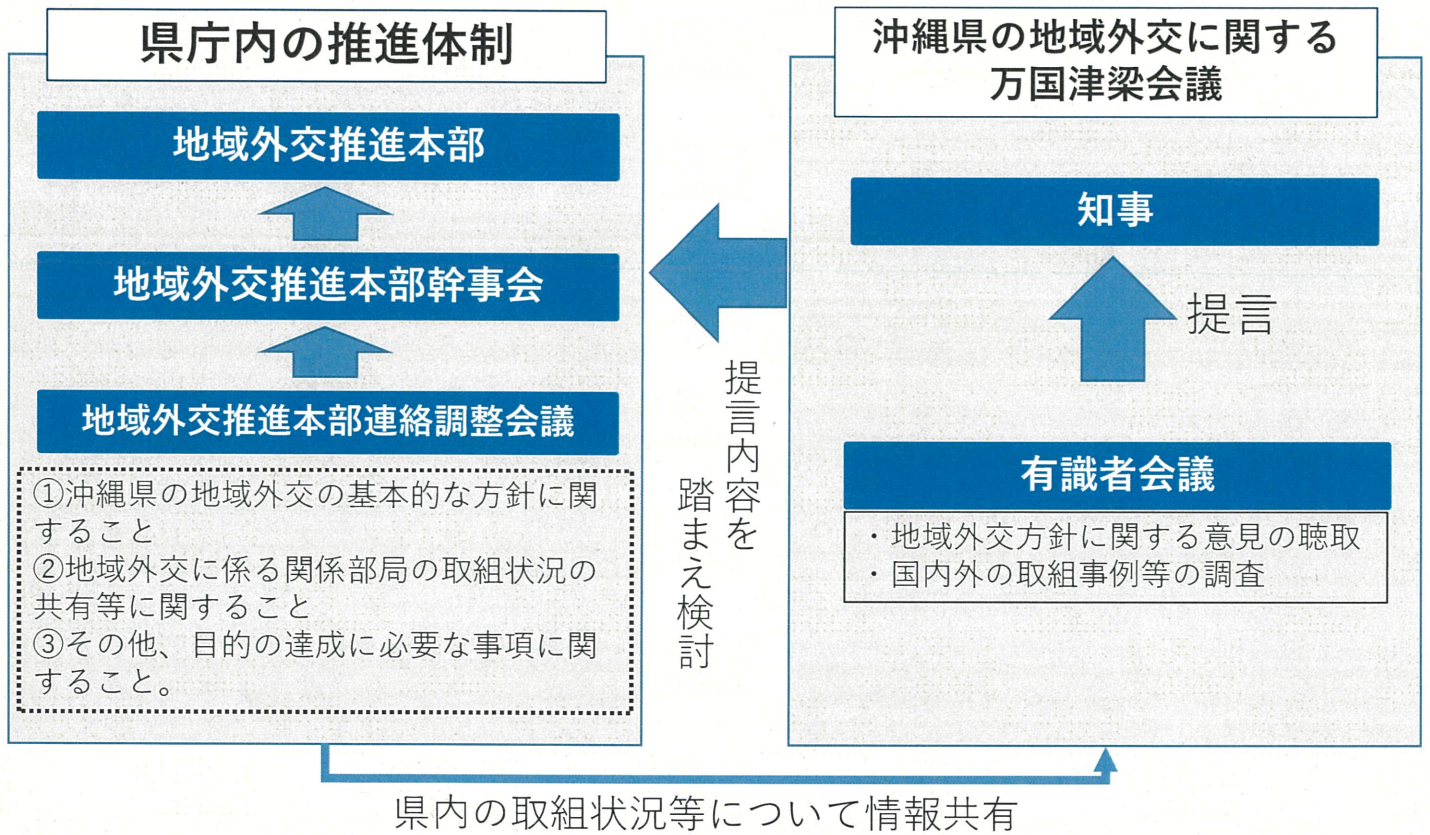 県庁内の推進体制
地域外交推進本部
地域外交推進本部幹事会
地域外交推進本部連絡調整会議
①沖縄県の地域外交の基本的な方針に関
すること
②地域外交に係る関係部局の取組状況の
共有等に関すること
③その他、目的の達成に必要な事項に関
すること。
提言内容を
踏まえ検討
沖縄県の地域外交に関する
万国津梁会議
知事
提言
有識者会議
・地域外交方針に関する意見の聴取
・国内外の取組事例等の調査
県内の取組状況等について情報共有